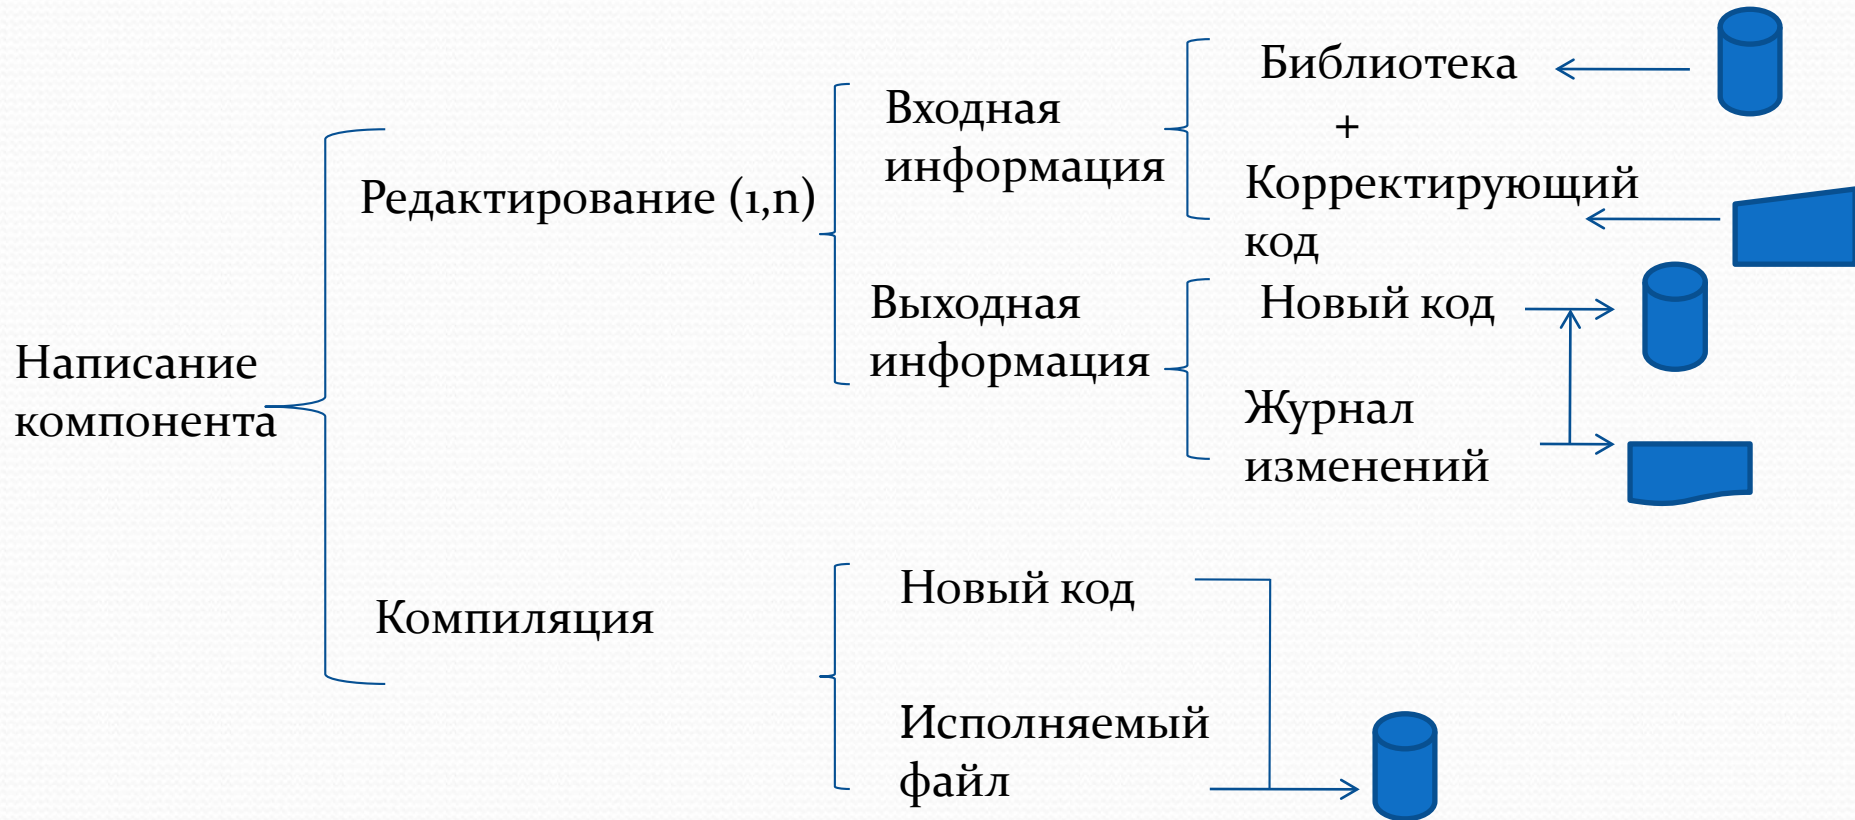 Написание
компонента
Редактирование (1,n)
Входная
информация
Библиотека
+
Корректирующий
код
Выходная
информация
Новый код
Журнал
изменений
Компиляция
Новый код
Исполняемый
файл